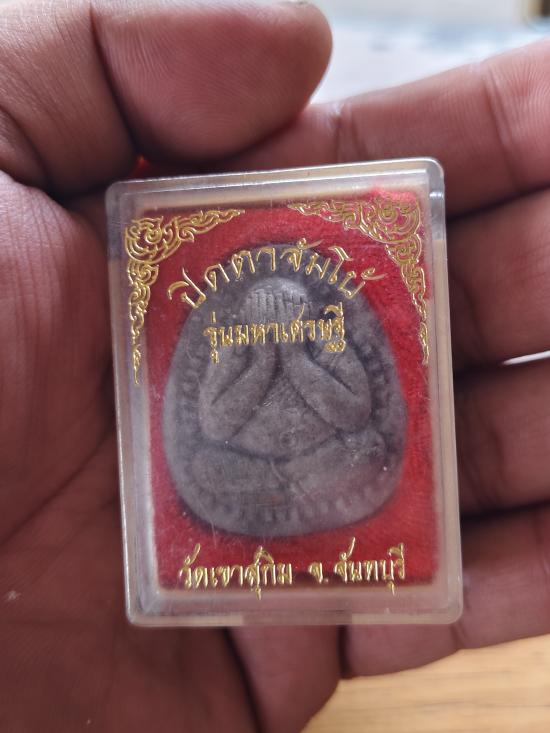 ปิดตาจัมโบ้
รุ่นมหาเศรษฐี
วัดเขาสุกิม จ. จันทบุรี